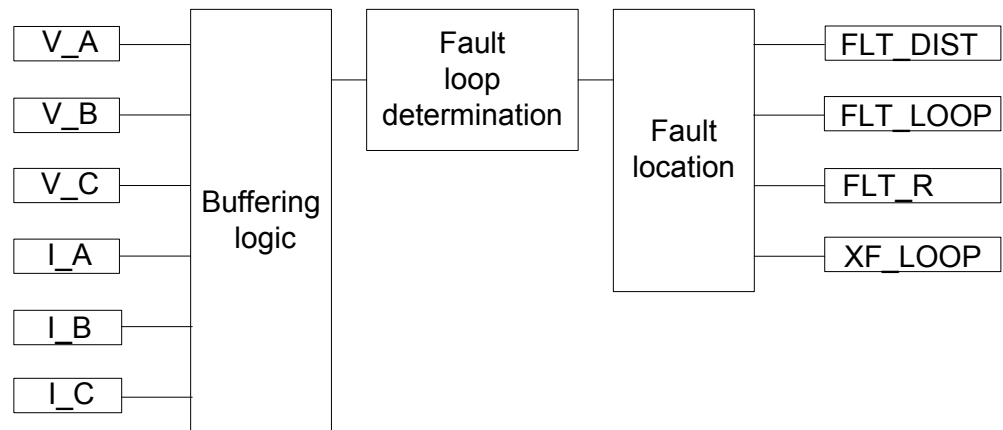 V_A
V_B
V_C
I_A
I_B
I_C
Buffering
logic
Fault
loop
determination
Fault
location
FLT_DIST
FLT_LOOP
FLT_R
XF_LOOP